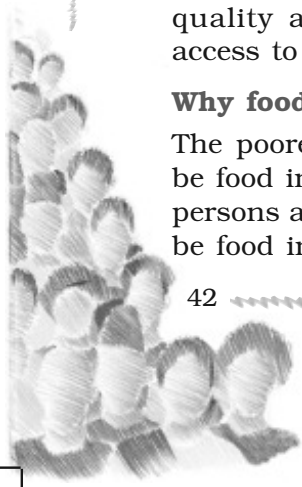 quality a
access to
Why food
The poore
be food in
persons a
be food in
42